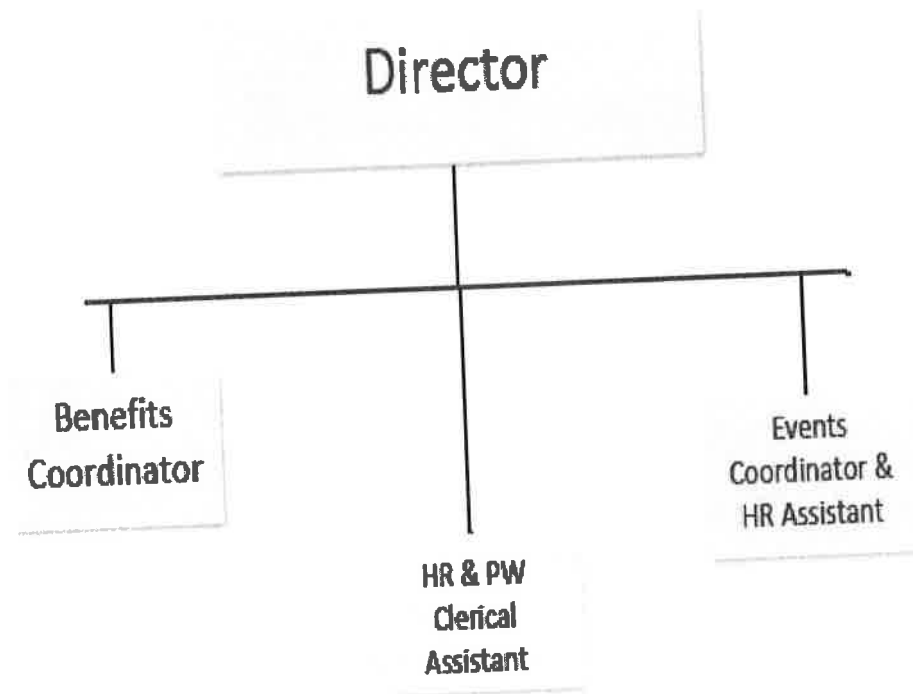 Director
Benefits
Coordinator
HR & PW
Clerical
Assistant
Events
Coordinator &
HR Assistant